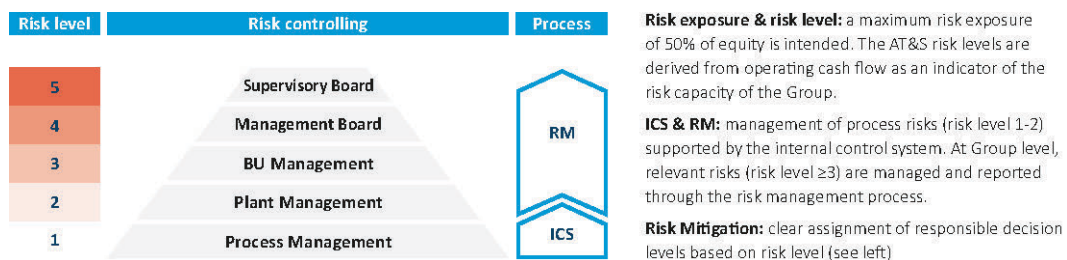 Risk level Risk controlling Process
5 Supervisory Board
4 Management Board
RM
3 BU Management
2 Plant Management
1 Process Management
ICS
Risk exposure & risk level: a maximum risk exposure
of 50% of equity is intended. The AT&S risk levels are
derived from operating cash flow as an indicator of the
risk capacity of the Group.
ICS & RM: management of process risks (risk level 1-2)
supported by the internal control system. At Group level,
relevant risks (risk level ≥3) are managed and reported
through the risk management process.
Risk Mitigation: clear assignment of responsible decision
levels based on risk level (see left)